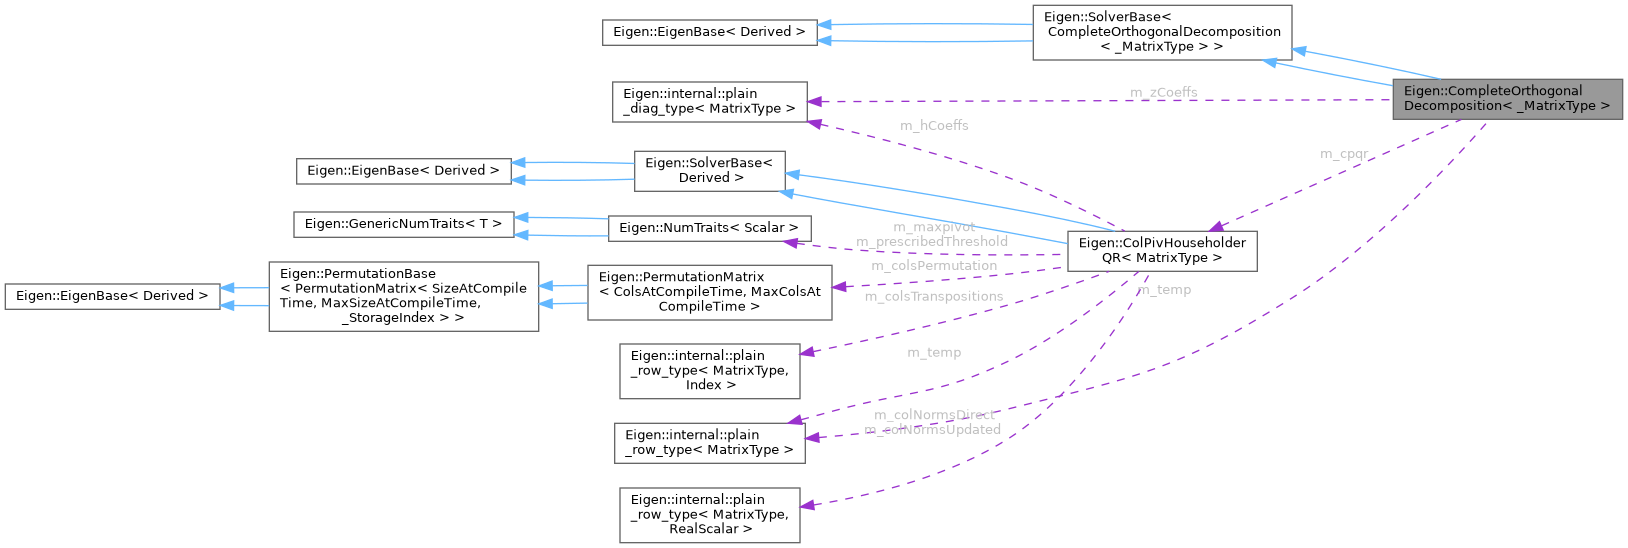 Eigen::EigenBase< Derived >
Eigen::SolverBase<
CompleteOrthogonalDecomposition
< _MatrixType > >
Eigen::internal::plain
_diag_type< MatrixType >
m_zCoeffs
Eigen::CompleteOrthogonal
Decomposition< _MatrixType >
m_hCoeffs
m_cpqr
Eigen::EigenBase< Derived >
Eigen::SolverBase<
Derived >
Eigen::GenericNumTraits< T >
Eigen::NumTraits< Scalar >
m_maxpivot
m_prescribedThreshold
Eigen::ColPivHouseholder
QR< MatrixType >
Eigen::EigenBase< Derived >
Eigen::PermutationBase
< PermutationMatrix< SizeAtCompile
Time, MaxSizeAtCompileTime,
_StorageIndex > >
Eigen::PermutationMatrix
< ColsAtCompileTime, MaxColsAt
CompileTime >
m_colsPermutation
m_colsTranspositions
m_temp
Eigen::internal::plain
_row_type< MatrixType,
Index >
m_temp
Eigen::internal::plain
_row_type< MatrixType >
m_colNormsDirect
m_colNormsUpdated
Eigen::internal::plain
_row_type< MatrixType,
RealScalar >